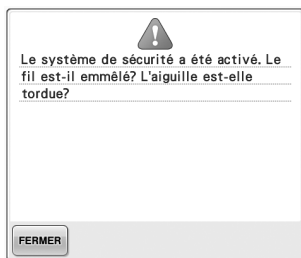 Le système de sécurité a été activé. Le
fil est-il emmêlé? L'aiguille est-elle
tordue?
FERMER